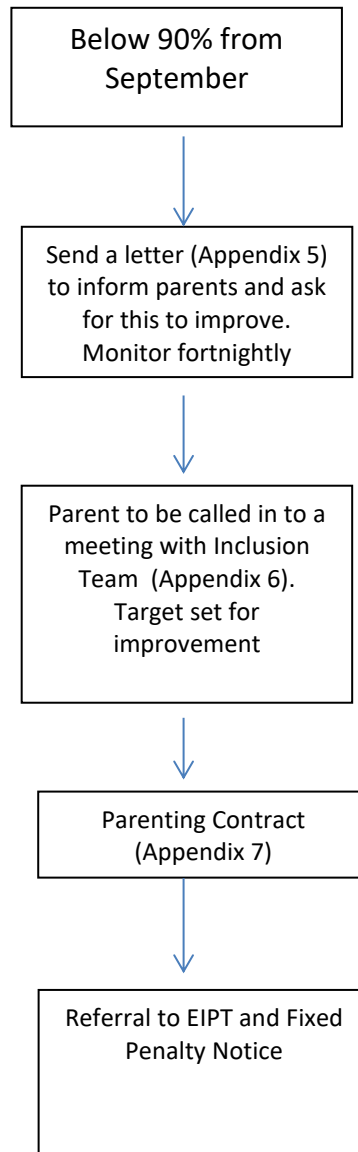 Below 90% from
September
Send a letter (Appendix 5)
to inform parents and ask
for this to improve.
Monitor fortnightly
Parent to be called in to a
meeting with Inclusion
Team (Appendix 6).
Target set for
improvement
Parenting Contract
(Appendix 7)
Referral to EIPT and Fixed
Penalty Notice